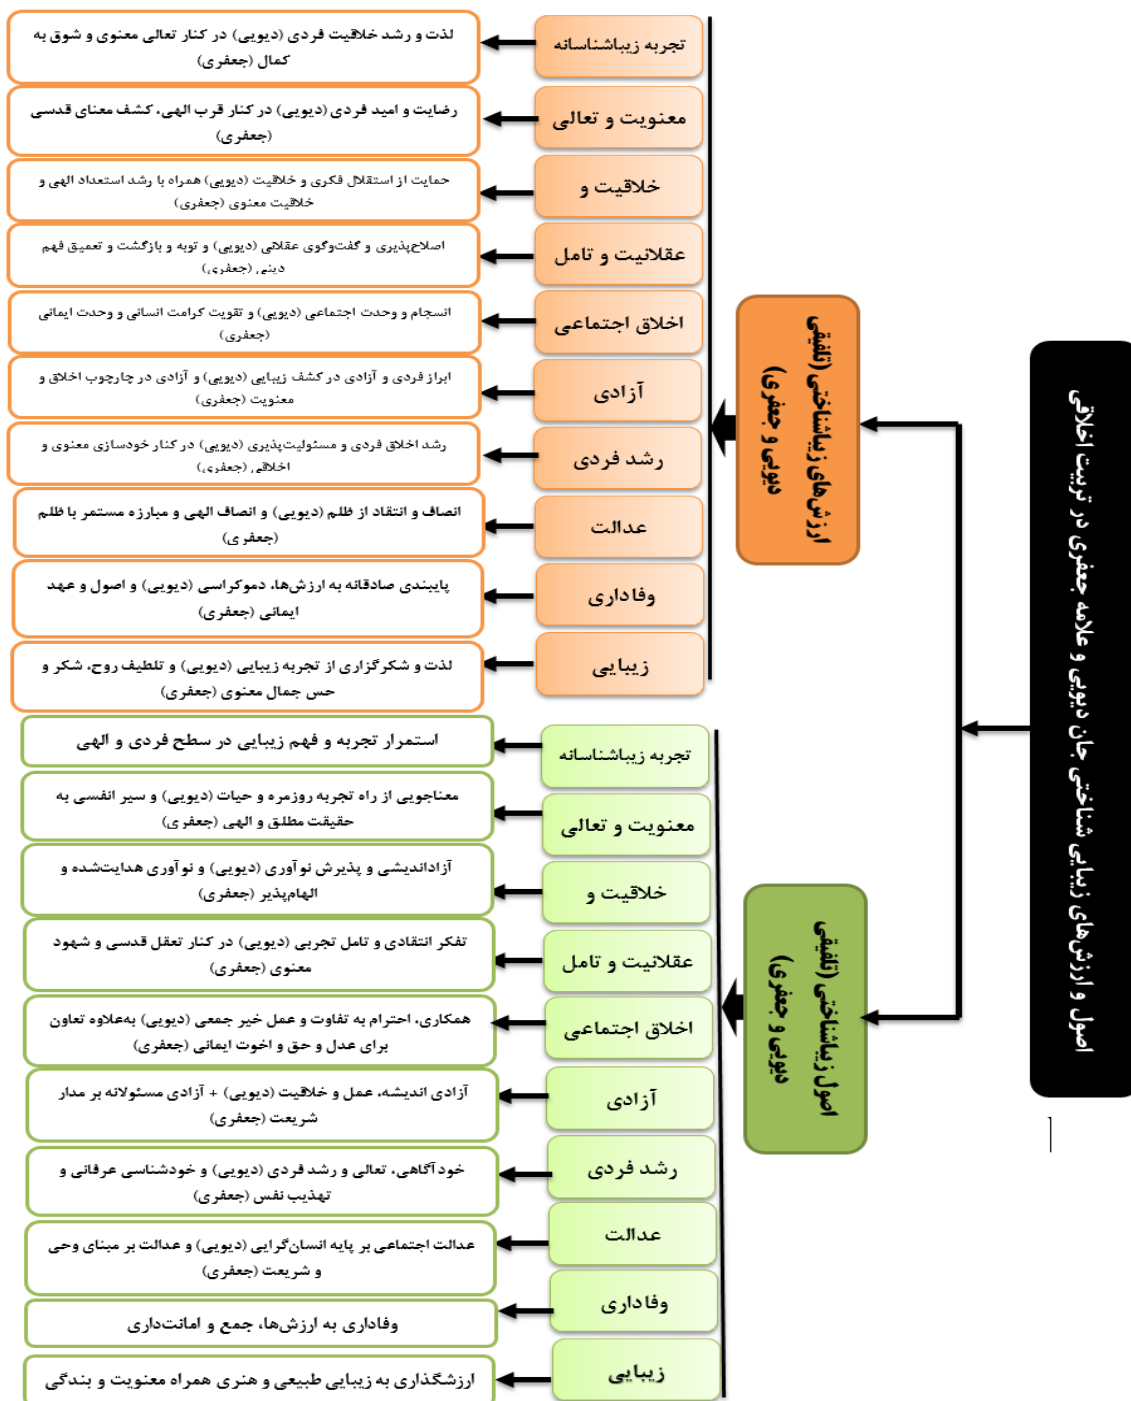 اصول و ارزش‌های زیبایی شناختی جان دیویی و علامه جعفری در تربیت اخلاقی
ارزش‌های زیباشناختی (تلفیقی
دیویی و جعفری)
تجربه زیباشناسانه
لذت و رشد خلاقیت فردی (دیویی) در کنار تعالی معنوی و شوق به
کمال (جعفری)
معنویت و تعالی
رضایت و امید فردی (دیویی) در کنار قرب الهی، کشف معنای قدسی
(جعفری)
خلاقیت و
حمایت از استقلال فکری و خلاقیت (دیویی) همراه با رشد استعداد الهی و
خلاقیت معنوی (جعفری)
عقلانیت و تامل
اصلاح‌پذیری و گفت‌وگوی عقلانی (دیویی) و توبه و بازگشت و تعمیق فهم
دینی (جعفری)
اخلاق اجتماعی
انسجام و وحدت اجتماعی (دیویی) و تقویت کرامت انسانی و وحدت ایمانی
(جعفری)
آزادی
ابراز فردی و آزادی در کشف زیبایی (دیویی) و آزادی در چارچوب اخلاق و
معنویت (جعفری)
رشد فردی
رشد اخلاق فردی و مسئولیت‌پذیری (دیویی) در کنار خودسازی معنوی و
اخلاقی (جعفری)
عدالت
انصاف و انتقاد از ظلم (دیویی) و انصاف الهی و مبارزه مستمر با ظلم
(جعفری)
وفاداری
پایبندی صادقانه به ارزش‌ها، دموکراسی (دیویی) و اصول و عهد
ایمانی (جعفری)
زیبایی
لذت و شکرگزاری از تجربه زیبایی (دیویی) و تلطیف روح، شکر و
حس جمال معنوی (جعفری)
اصول زیباشناختی (تلفیقی
دیویی و جعفری)
تجربه زیباشناسانه
استمرار تجربه و فهم زیبایی در سطح فردی و الهی
معنویت و تعالی
معناجویی از راه تجربه روزمره و حیات (دیویی) و سیر انفسی به
حقیقت مطلق و الهی (جعفری)
خلاقیت و
آزاداندیشی و پذیرش نوآوری (دیویی) و نوآوری هدایت‌شده و
الهام‌پذیر (جعفری)
عقلانیت و تامل
تفکر انتقادی و تامل تجربی (دیویی) در کنار تعقل قدسی و شهود
معنوی (جعفری)
اخلاق اجتماعی
همکاری، احترام به تفاوت و عمل خیر جمعی (دیویی) به‌علاوه تعاون
برای عدل و حق و اخوت ایمانی (جعفری)
آزادی
آزادی اندیشه، عمل و خلاقیت (دیویی) + آزادی مسئولانه بر مدار
شریعت (جعفری)
رشد فردی
خودآگاهی، تعالی و رشد فردی (دیویی) و خودشناسی عرفانی و
تهذیب نفس (جعفری)
عدالت
عدالت اجتماعی بر پایه انسان‌گرایی (دیویی) و عدالت بر مبنای وحی
و شریعت (جعفری)
وفاداری
وفاداری به ارزش‌ها، جمع و امانت‌داری
زیبایی
ارزشگذاری به زیبایی طبیعی و هنری همراه معنویت و بندگی